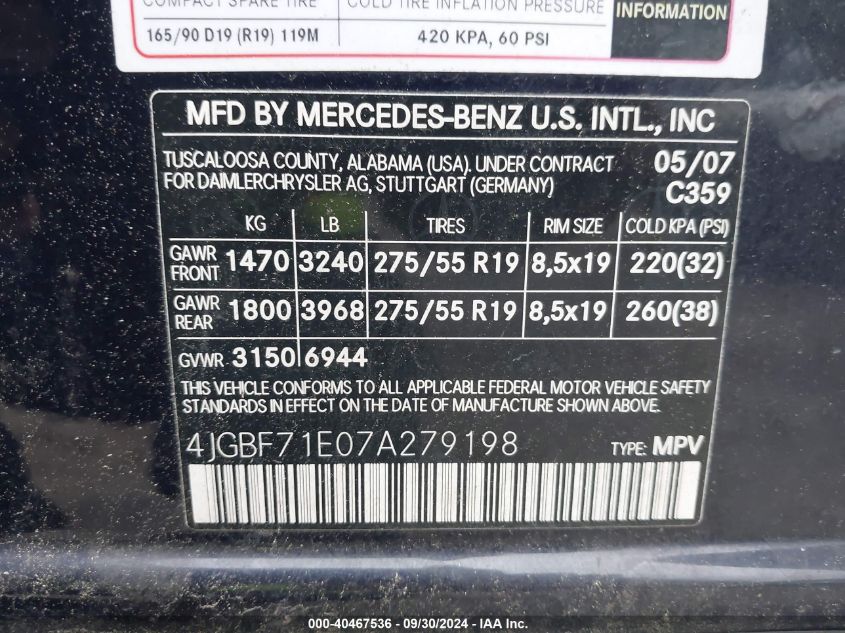 COMPACT SPARE TIRE COLD TIRE INFLATION PRESSURE
INFORMATION
165/90 D19 (R19) 119M 420 KPA, 60 PSI
MFD BY MERCEDES-BENZ U.S. INTL., INC
TUSCALOOSA COUNTY, ALABAMA (USA). UNDER CONTRACT 05/07
FOR DAIMLERCHRYSLER AG, STUTTGART (GERMANY) C359
KG LB TIRES RIM SIZE COLD KPA (PSI)
GAWR FRONT 1470 3240 275/55 R19 8,5x19 220(32)
GAWR REAR 1800 3968 275/55 R19 8,5x19 260(38)
GVWR 3150 6944
THIS VEHICLE CONFORMS TO ALL APPLICABLE FEDERAL MOTOR VEHICLE SAFETY
STANDARDS IN EFFECT ON THE DATE OF MANUFACTURE SHOWN ABOVE.
4JGBF71E07A279198 TYPE: MPV
000-40467536 - 09/30/2024 - IAA Inc.